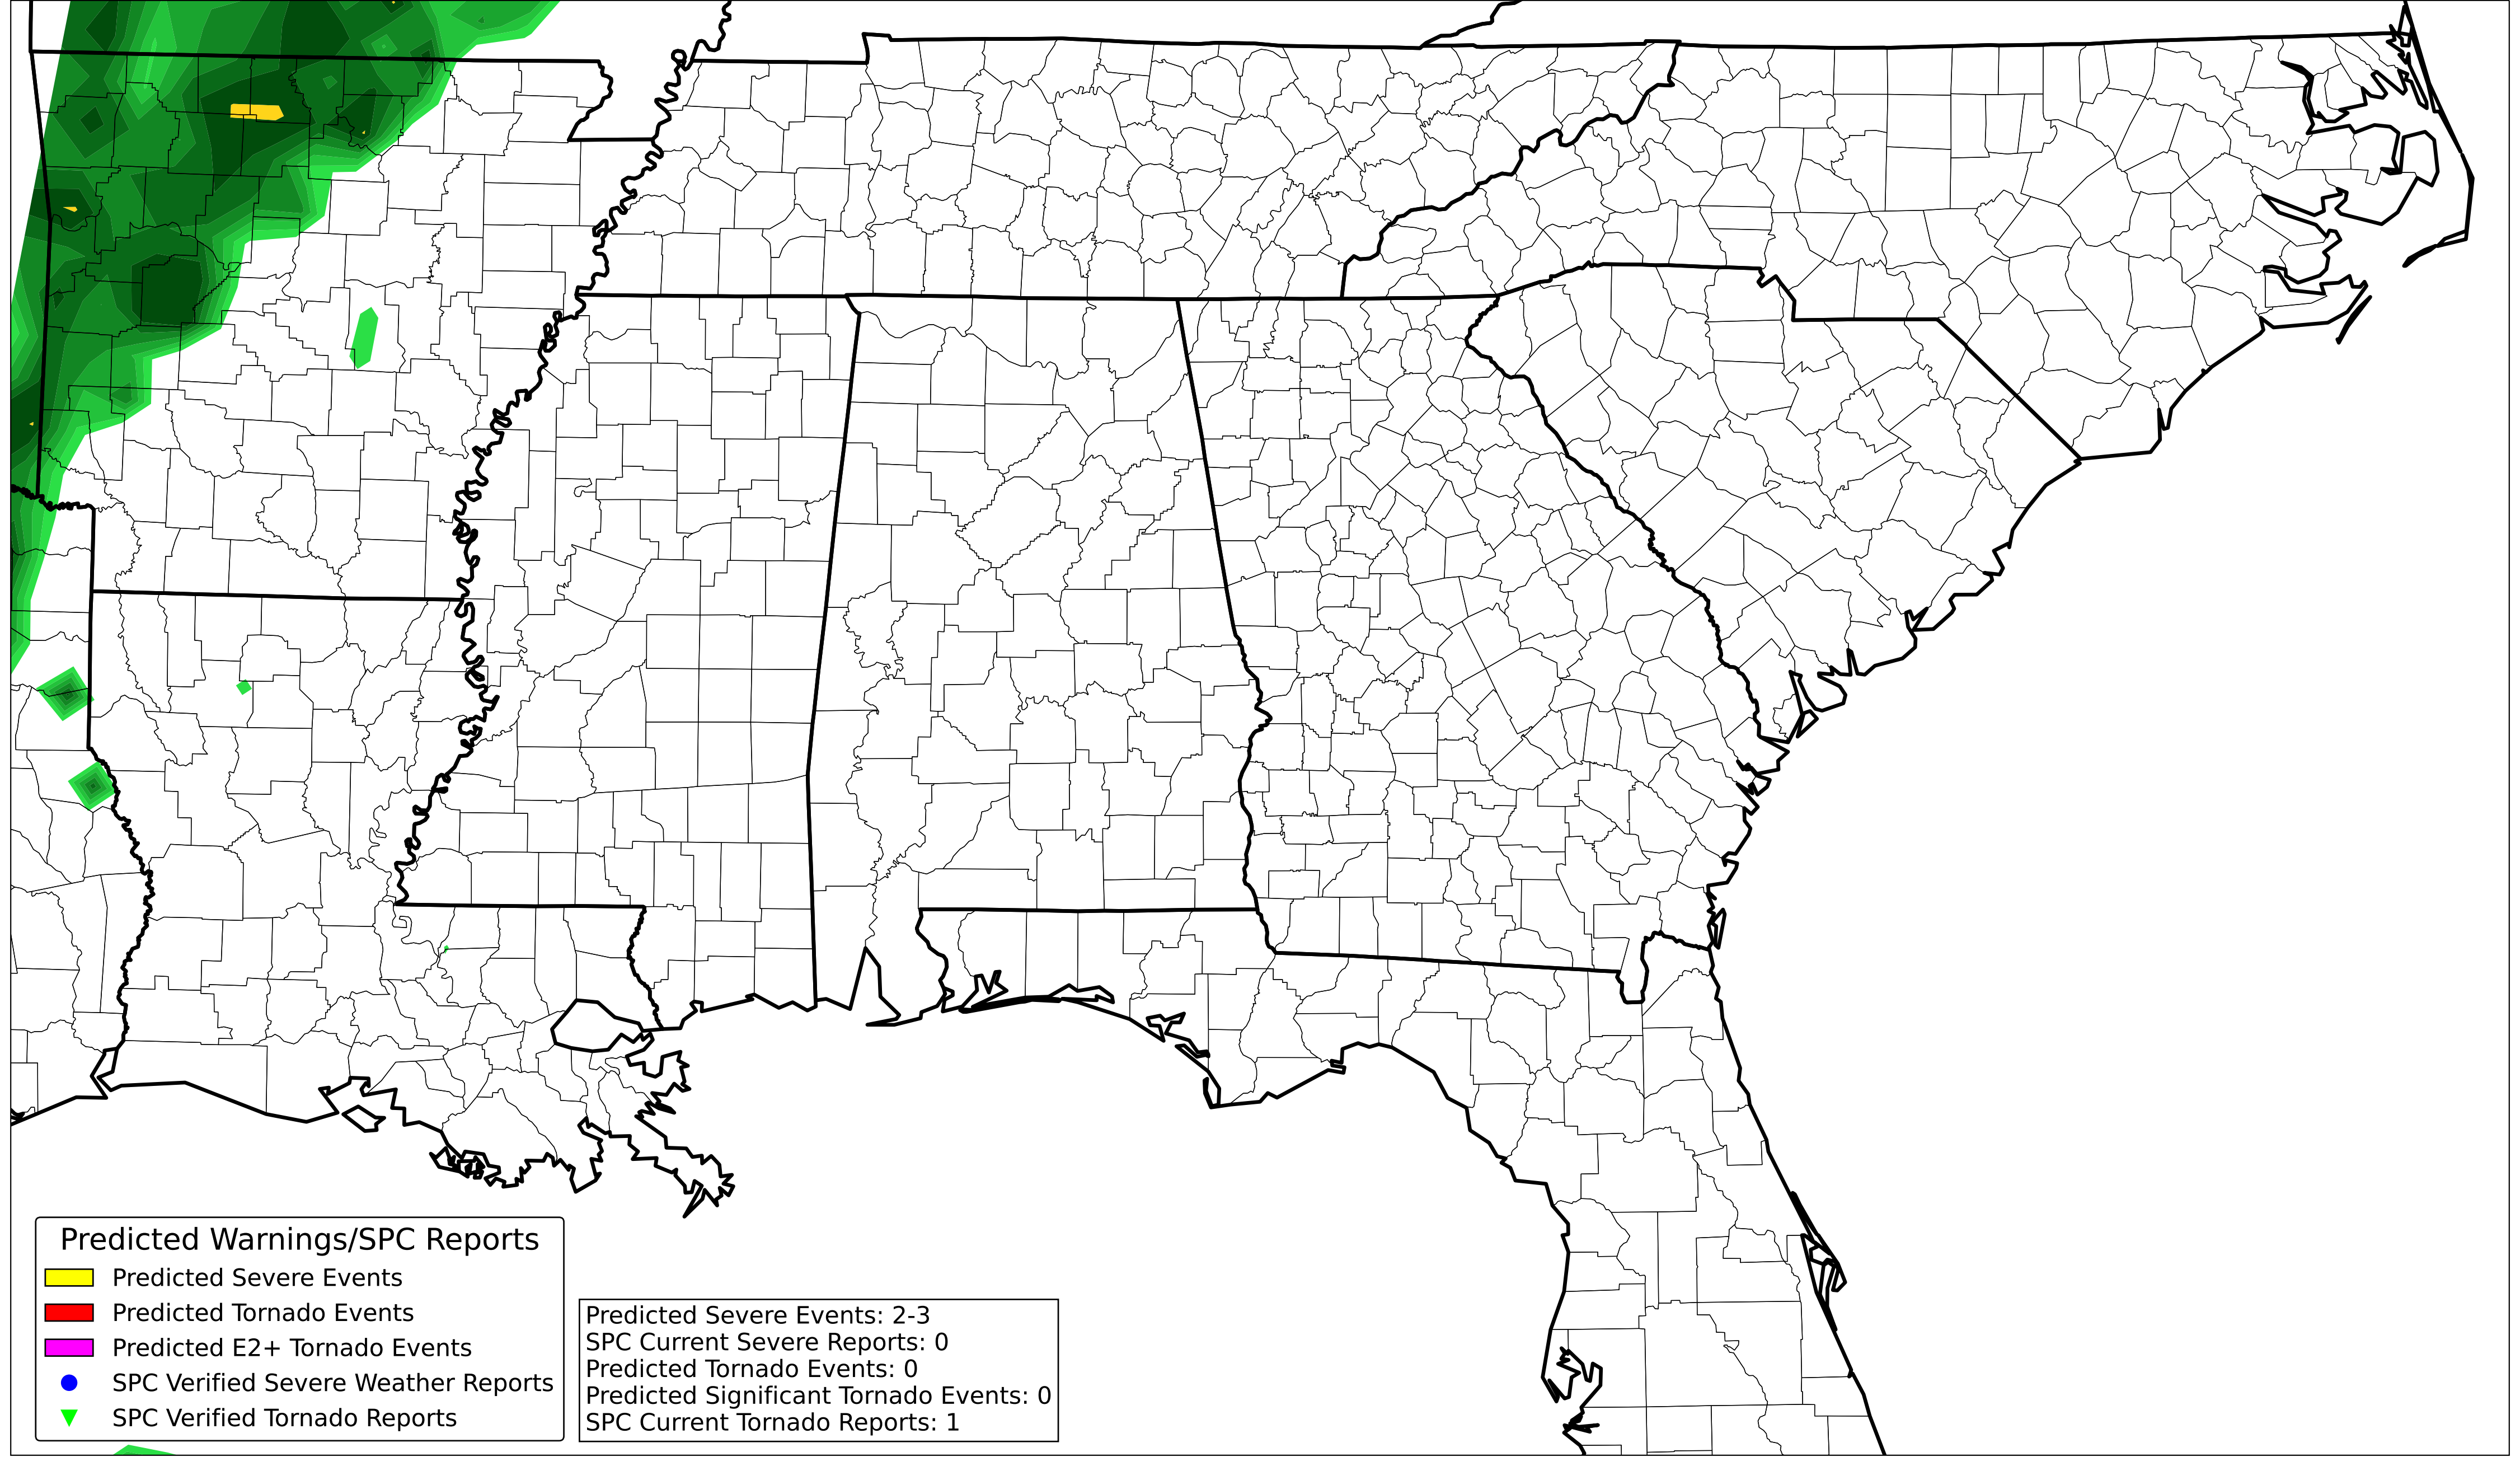 Predicted Warnings/SPC Reports
Predicted Severe Events
Predicted Tornado Events
Predicted E2+ Tornado Events
SPC Verified Severe Weather Reports
SPC Verified Tornado Reports
Predicted Severe Events: 2-3
SPC Current Severe Reports: 0
Predicted Tornado Events: 0
Predicted Significant Tornado Events: 0
SPC Current Tornado Reports: 1